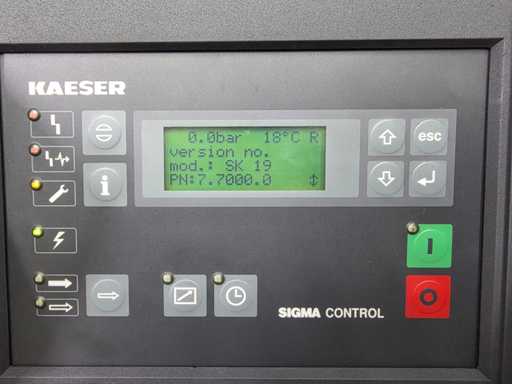 KAESER
0.0bar 18°C R
version no.
mod.: SK 19
PN:7.7000.0
esc
i
I
O
SIGMA CONTROL